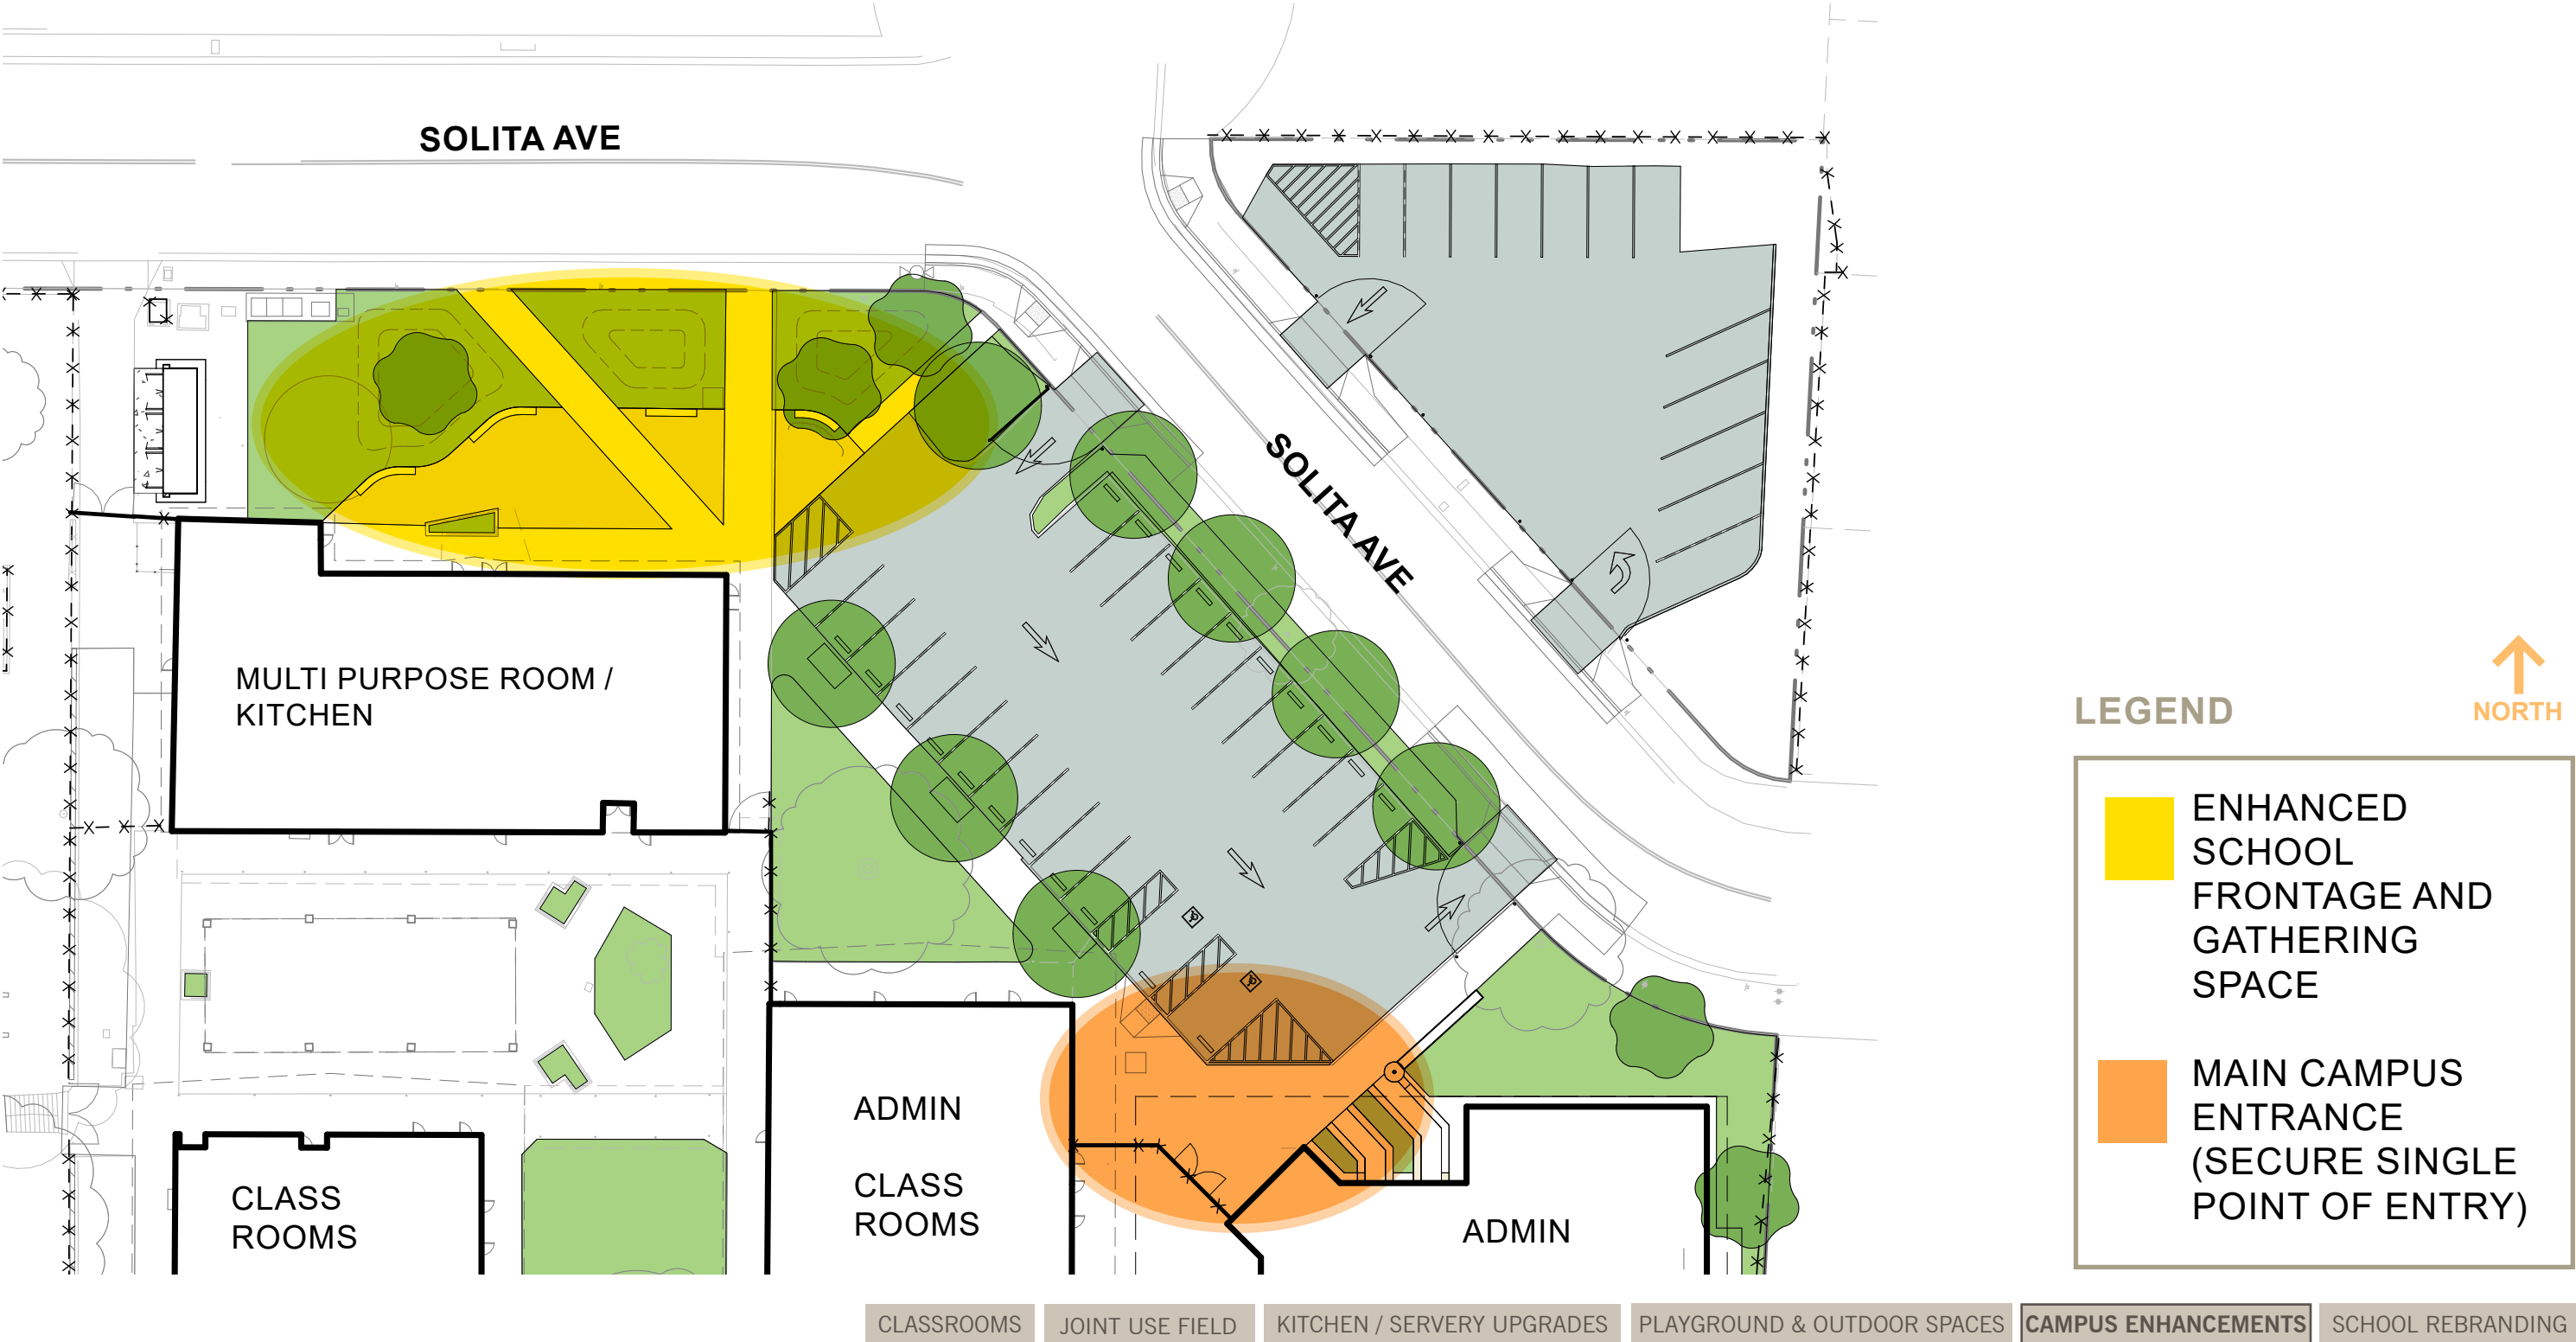 SOLITA AVE
SOLITA AVE
MULTI PURPOSE ROOM /
KITCHEN
ADMIN
CLASS
ROOMS
CLASS
ROOMS
ADMIN
NORTH
LEGEND
ENHANCED
SCHOOL
FRONTAGE AND
GATHERING
SPACE
MAIN CAMPUS
ENTRANCE
(SECURE SINGLE
POINT OF ENTRY)
CLASSROOMS
JOINT USE FIELD
KITCHEN / SERVERY UPGRADES
PLAYGROUND & OUTDOOR SPACES
CAMPUS ENHANCEMENTS
SCHOOL REBRANDING